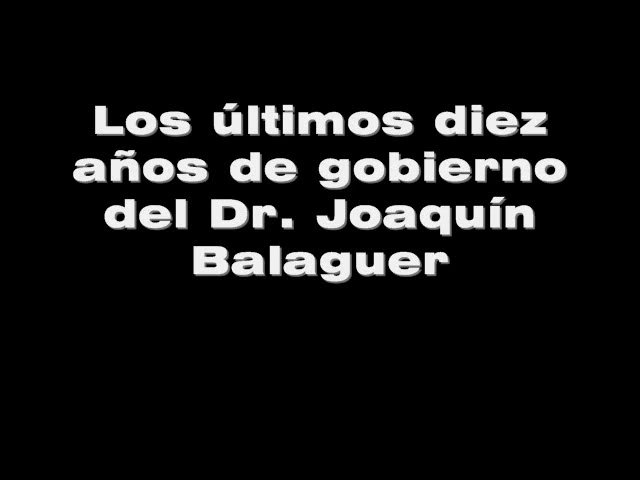 Los últimos diez
años de gobierno
del Dr. Joaquín
Balaguer